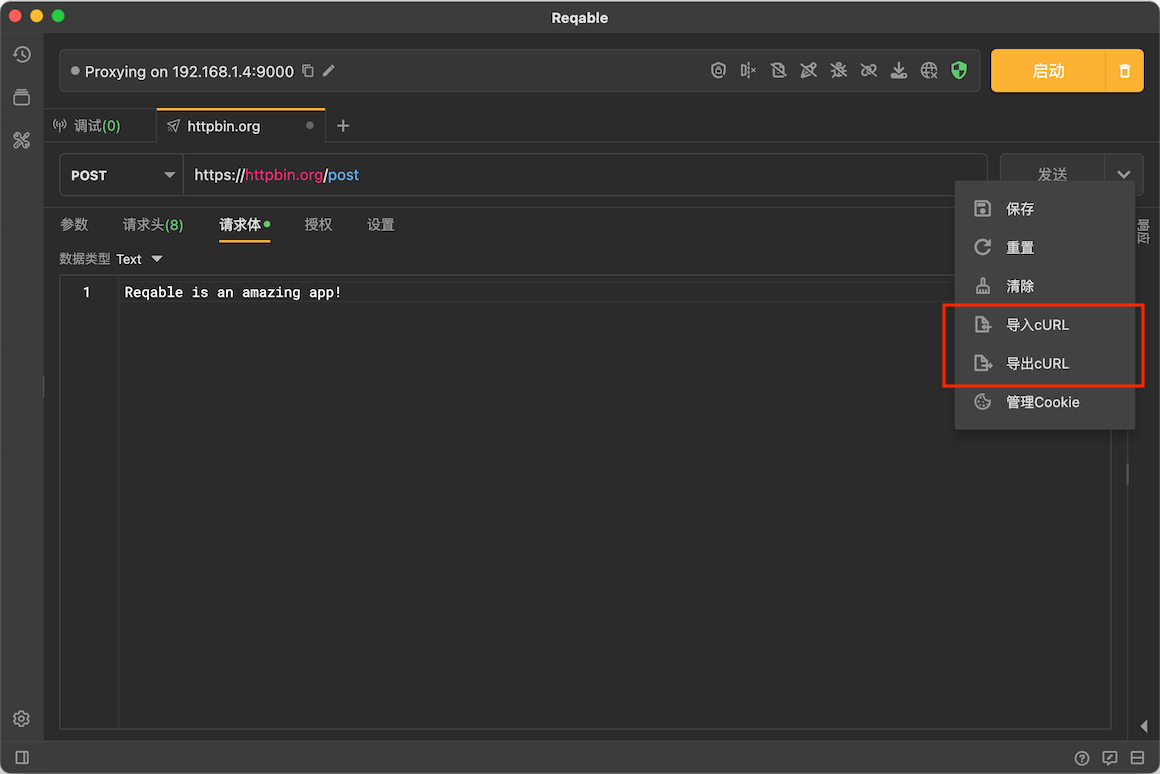 Reqable
Proxying on 192.168.1.4:9000
启动
调试(0)
httpbin.org
POST
https://httpbin.org/post
发送
参数
请求头(8)
请求体
授权
设置
响应
数据类型 Text
1
Reqable is an amazing app!
保存
重置
清除
导入cURL
导出cURL
管理Cookie